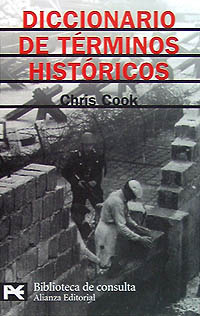 DICCIONARIO
DE TÉRMINOS
HISTÓRICOS
Chris Cook
Biblioteca de consulta
Alianza Editorial